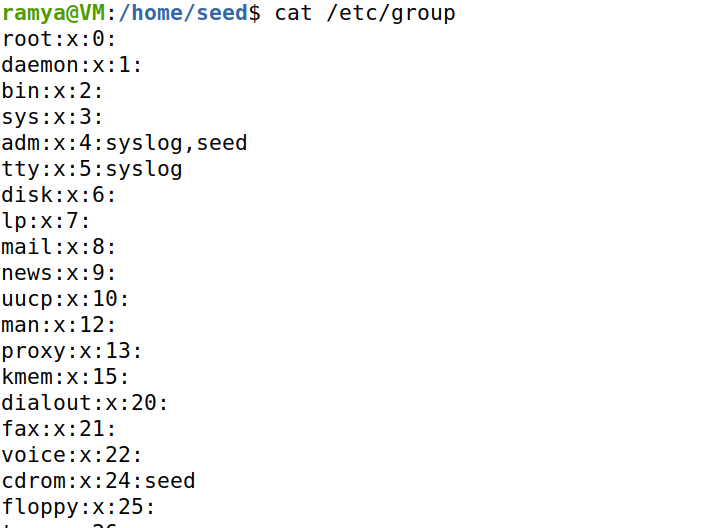 ramya@VM:/home/seed$ cat /etc/group
root:x:0:
daemon:x:1:
bin:x:2:
sys:x:3:
adm:x:4:syslog,seed
tty:x:5:syslog
disk:x:6:
lp:x:7:
mail:x:8:
news:x:9:
uucp:x:10:
man:x:12:
proxy:x:13:
kmem:x:15:
dialout:x:20:
fax:x:21:
voice:x:22:
cdrom:x:24:seed
floppy:x:25: